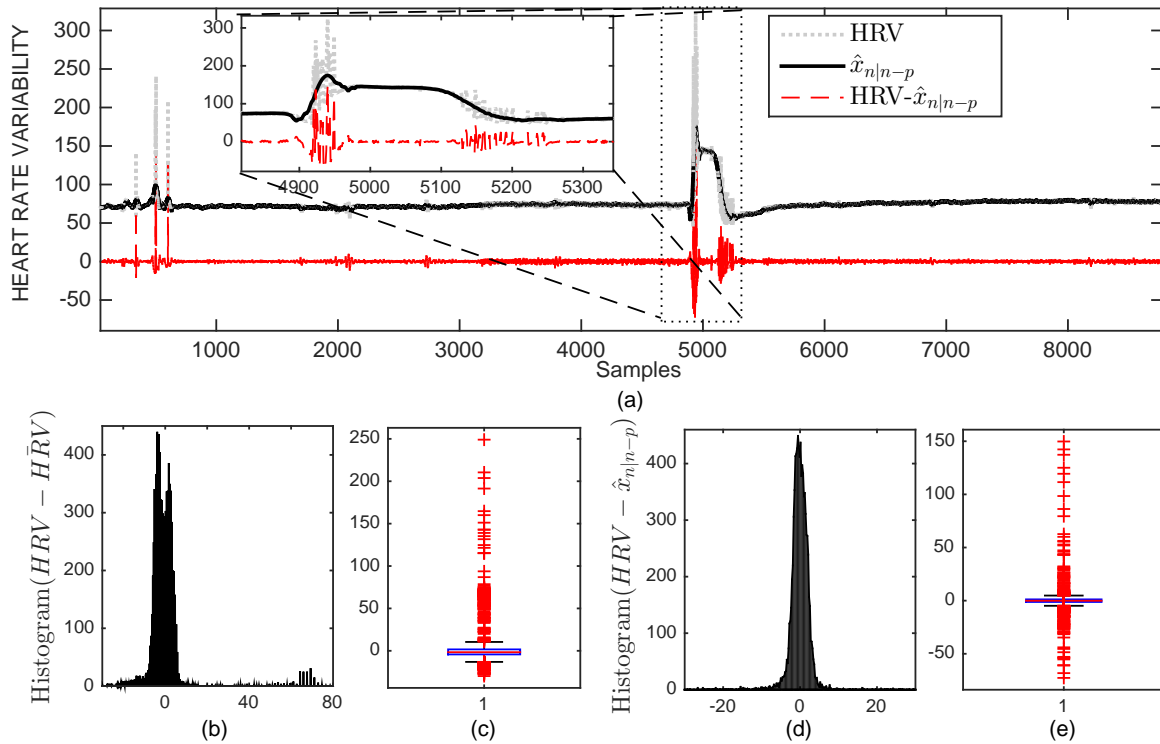 HEART RATE VARIABILITY
300
250
200
150
100
50
0
-50
300
200
100
0
4900 5000 5100 5200 5300
HRV
x̂ₙ|ₙ₋ₚ
HRV-x̂ₙ|ₙ₋ₚ
1000 2000 3000 4000 5000 6000 7000 8000
Samples
(a)
Histogram(HRV − H̄RV)
400
300
200
100
0
0 40 80
(b)
250
200
150
100
50
0
1
(c)
Histogram(HRV − x̂ₙ|ₙ₋ₚ)
400
300
200
100
0
-20 0 20
(d)
150
100
50
0
-50
1
(e)